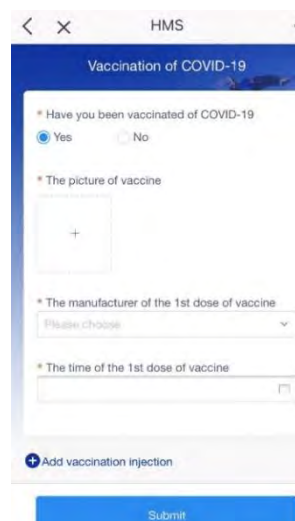 HMS
Vaccination of COVID-19
* Have you been vaccinated of COVID-19
Yes No
* The picture of vaccine
+
* The manufacturer of the 1st dose of vaccine
Please choose
* The time of the 1st dose of vaccine
Add vaccination injection
Submit